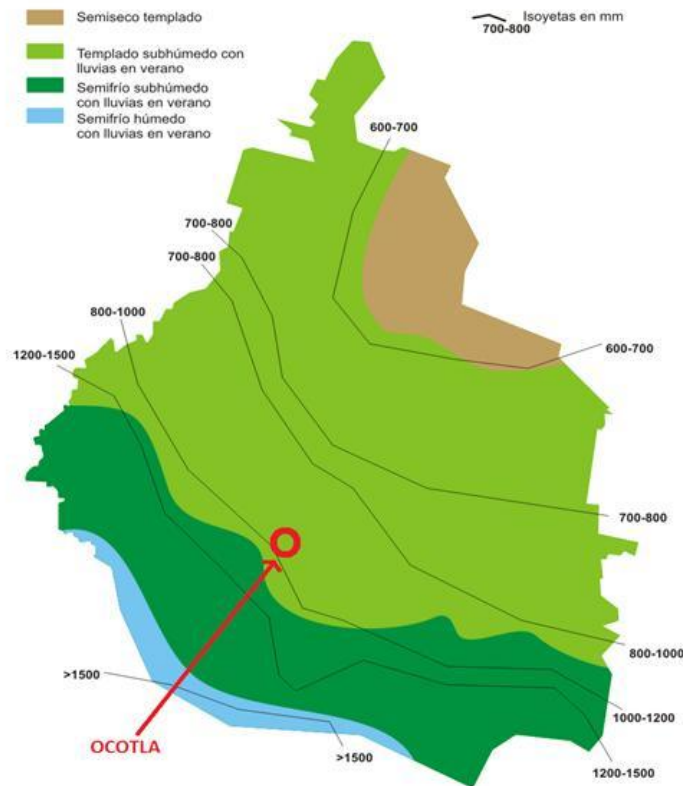 Semiseco templado
Isoyetas en mm
700-800
Templado subhúmedo con
lluvias en verano
Semifrío subhúmedo
con lluvias en verano
Semifrío húmedo
con lluvias en verano
600-700
700-800
700-800
800-1000
1200-1500
600-700
700-800
800-1000
>1500
1000-1200
OCOTLA
>1500
1200-1500